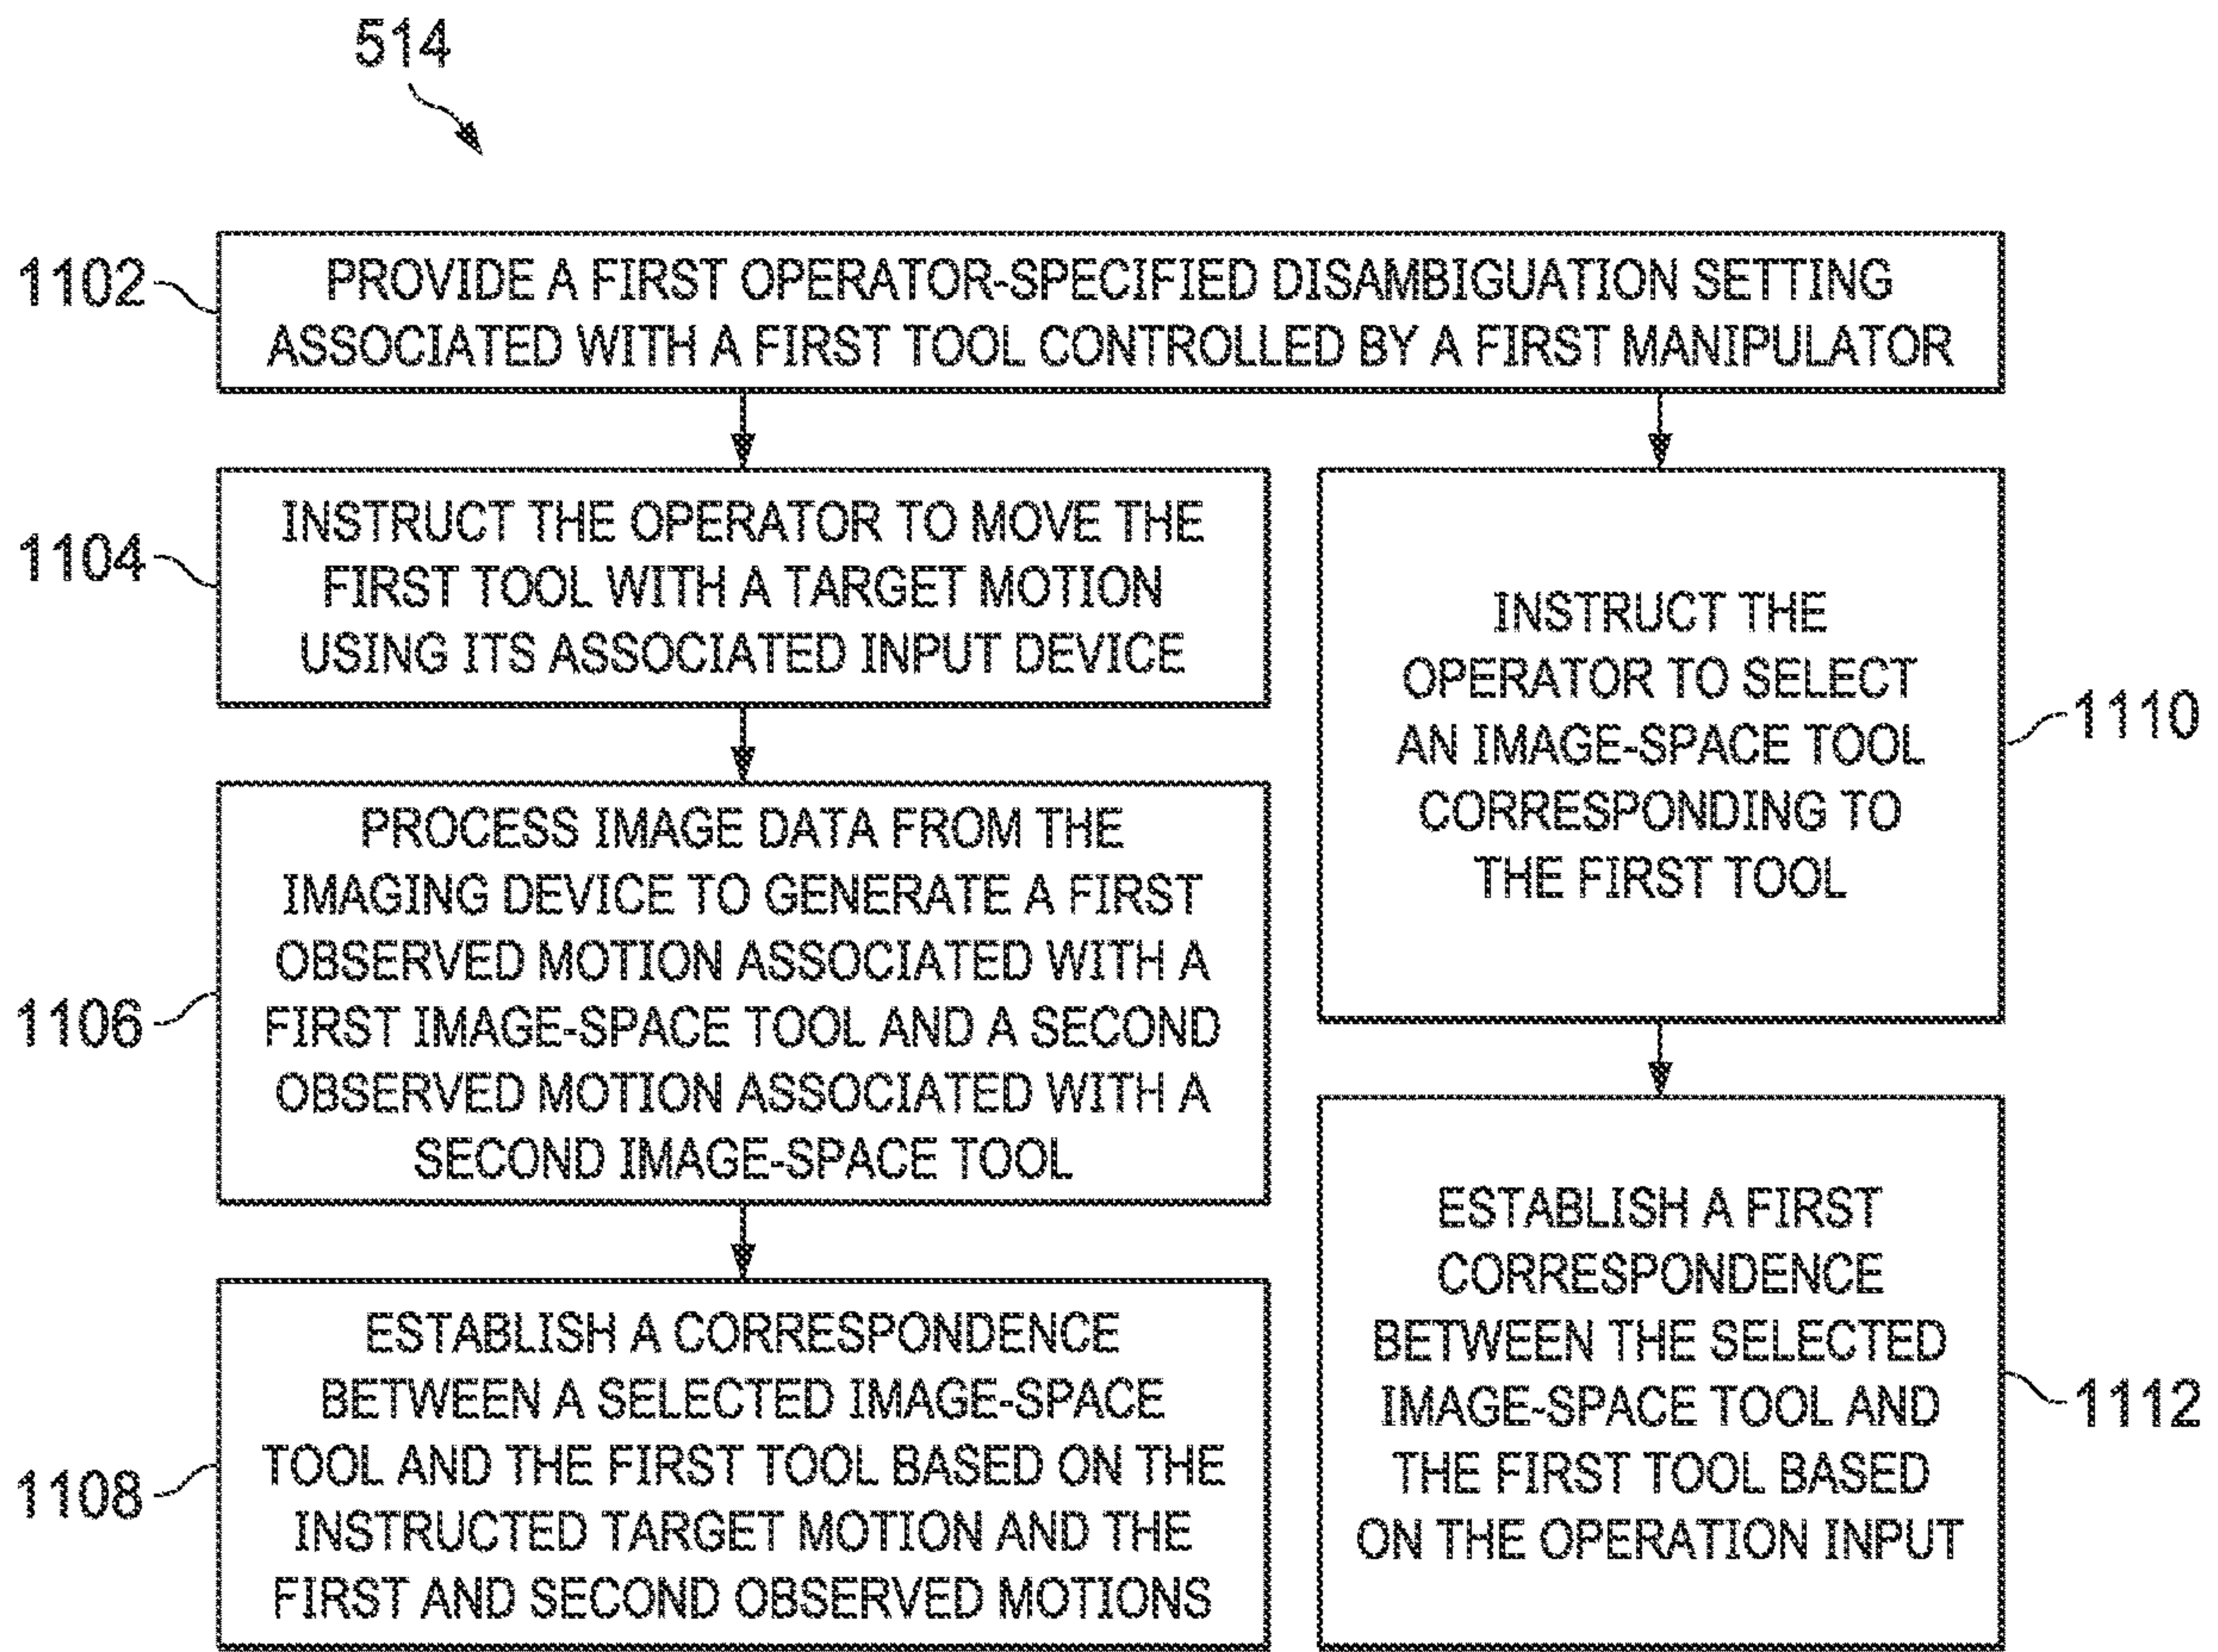 514
1102
PROVIDE A FIRST OPERATOR-SPECIFIED DISAMBIGUATION SETTING
ASSOCIATED WITH A FIRST TOOL CONTROLLED BY A FIRST MANIPULATOR
1104
INSTRUCT THE OPERATOR TO MOVE THE
FIRST TOOL WITH A TARGET MOTION
USING ITS ASSOCIATED INPUT DEVICE
1106
PROCESS IMAGE DATA FROM THE
IMAGING DEVICE TO GENERATE A FIRST
OBSERVED MOTION ASSOCIATED WITH A
FIRST IMAGE-SPACE TOOL AND A SECOND
OBSERVED MOTION ASSOCIATED WITH A
SECOND IMAGE-SPACE TOOL
1108
ESTABLISH A CORRESPONDENCE
BETWEEN A SELECTED IMAGE-SPACE
TOOL AND THE FIRST TOOL BASED ON THE
INSTRUCTED TARGET MOTION AND THE
FIRST AND SECOND OBSERVED MOTIONS
INSTRUCT THE
OPERATOR TO SELECT
AN IMAGE-SPACE TOOL
CORRESPONDING TO
THE FIRST TOOL
1110
ESTABLISH A FIRST
CORRESPONDENCE
BETWEEN THE SELECTED
IMAGE-SPACE TOOL AND
THE FIRST TOOL BASED
ON THE OPERATION INPUT
1112